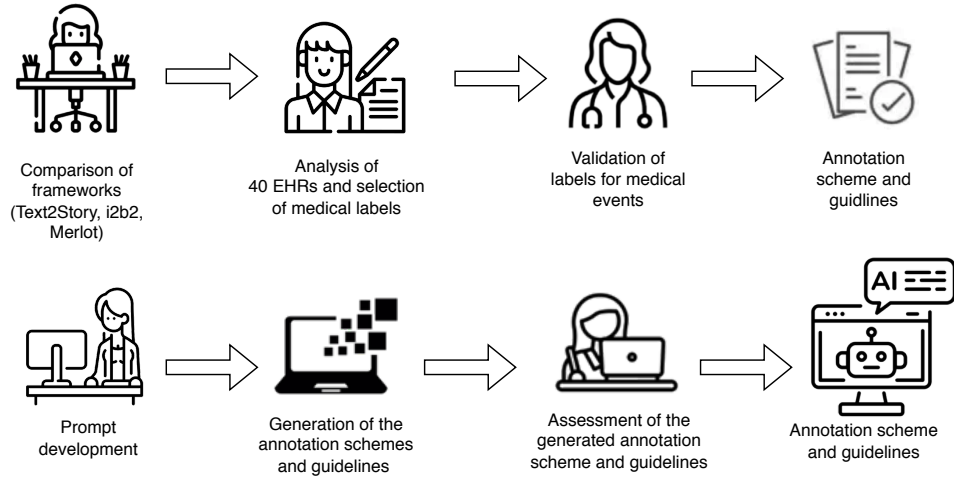 Comparison of
frameworks
(Text2Story, i2b2,
Merlot)
Analysis of
40 EHRs and selection
of medical labels
Validation of
labels for medical
events
Annotation
scheme and
guidlines
AI
Prompt
development
Generation of the
annotation schemes
and guidelines
Assessment of the
generated annotation
scheme and guidelines
Annotation scheme
and guidelines